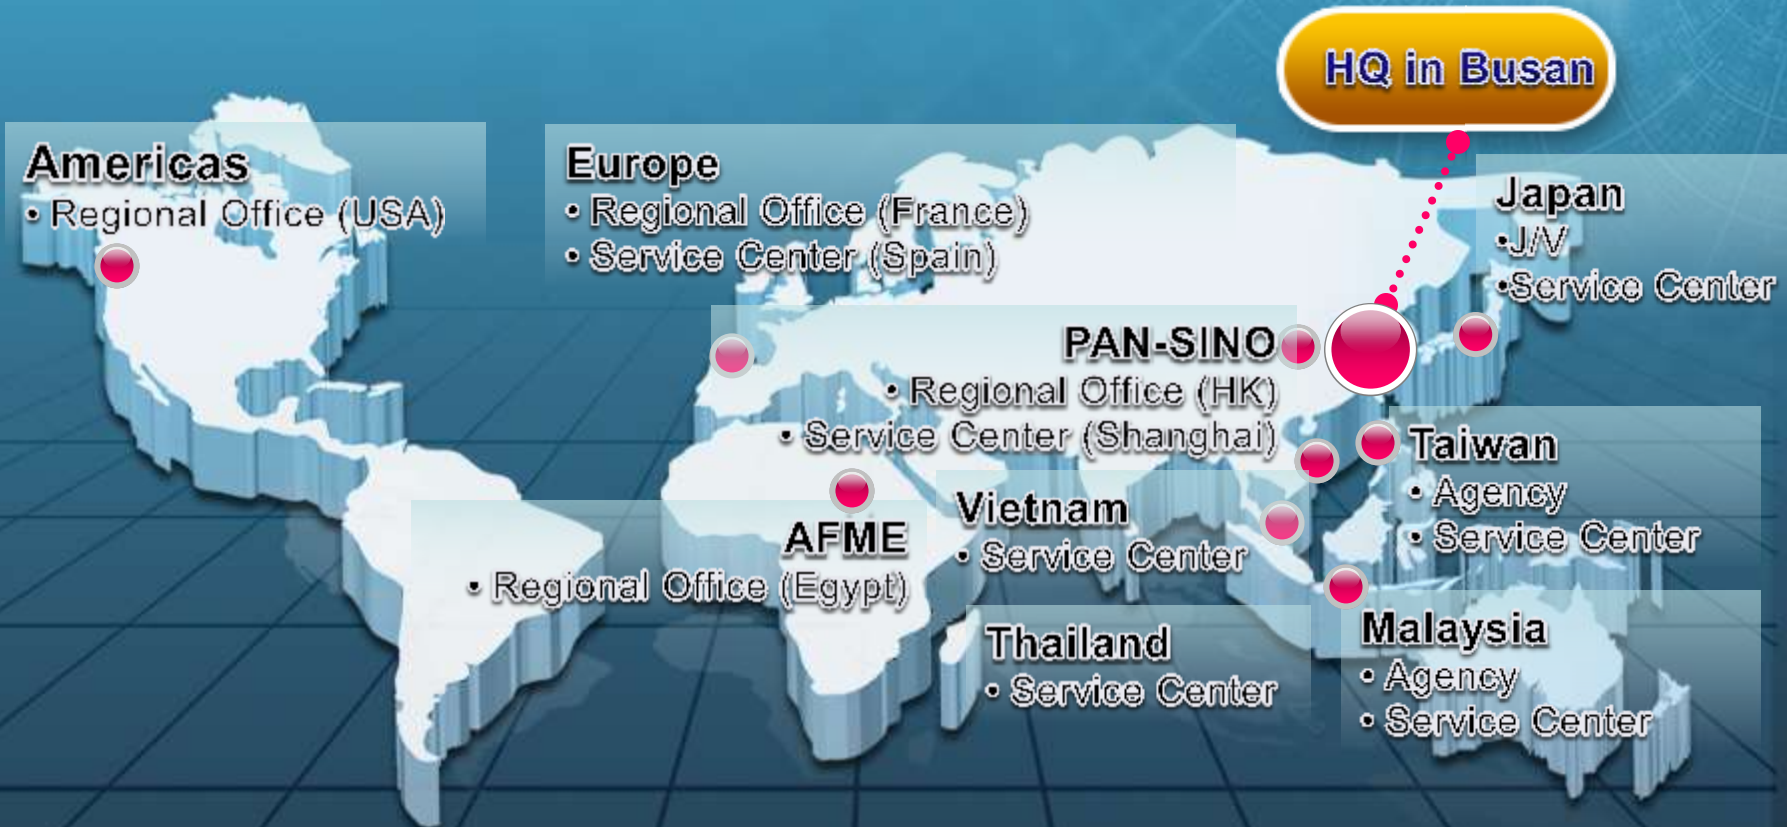 HQ in Busan
Americas
• Regional Office (USA)
Europe
• Regional Office (France)
• Service Center (Spain)
Japan
•J/V
•Service Center
PAN-SINO
• Regional Office (HK)
• Service Center (Shanghai)
Taiwan
• Agency
• Service Center
AFME
• Regional Office (Egypt)
Vietnam
• Service Center
Thailand
• Service Center
Malaysia
• Agency
• Service Center